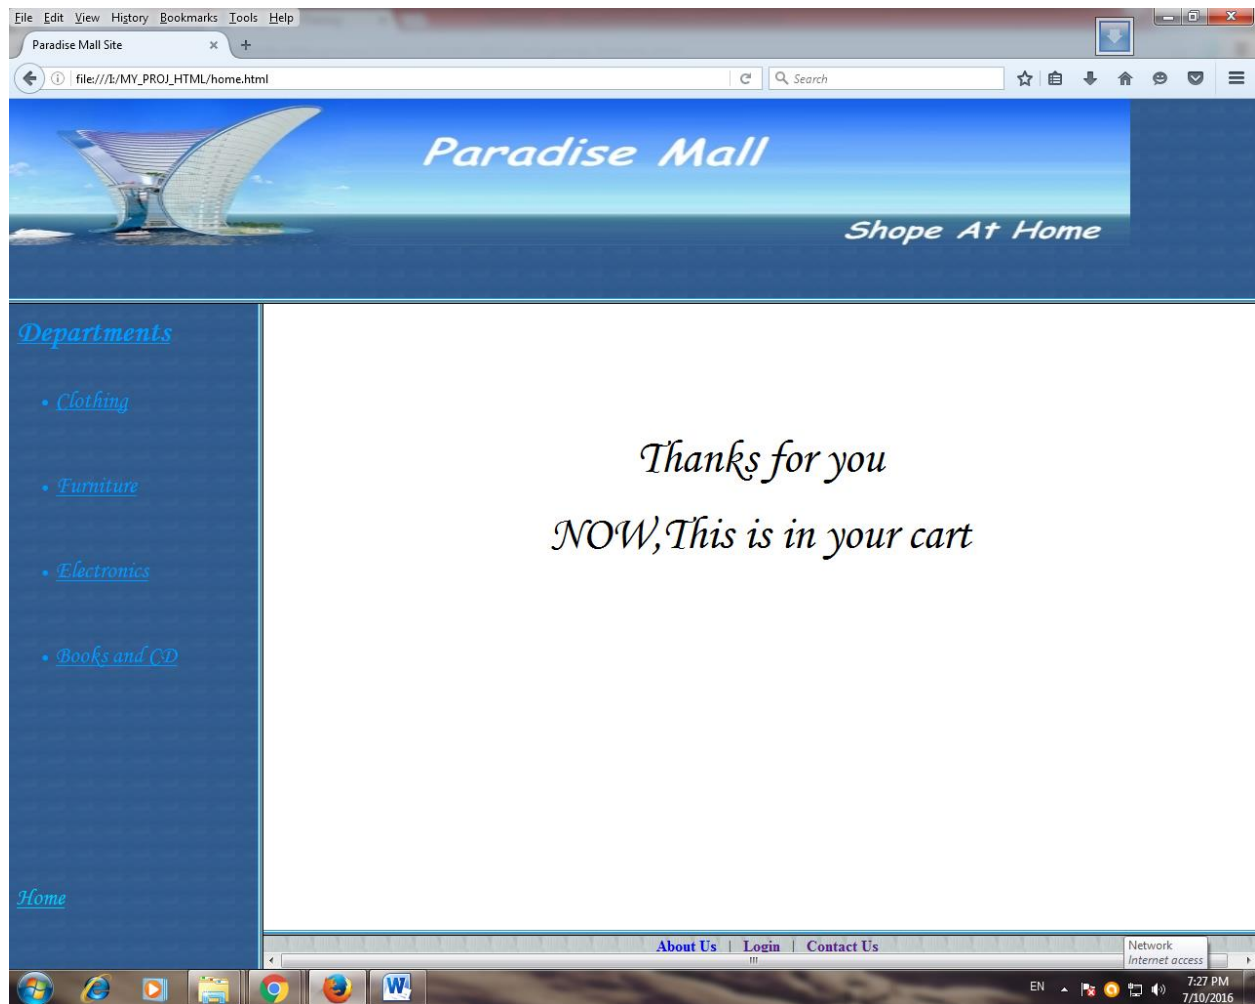 File Edit View History Bookmarks Tools Help
Paradise Mall Site
file:///I:/MY_PROJ_HTML/home.html
Search
Paradise Mall
Shope At Home
Departments
• Clothing
• Furniture
• Electronics
• Books and CD
Home
Thanks for you
NOW,This is in your cart
About Us | Login | Contact Us
Network
Internet access
EN
7:27 PM
7/10/2016